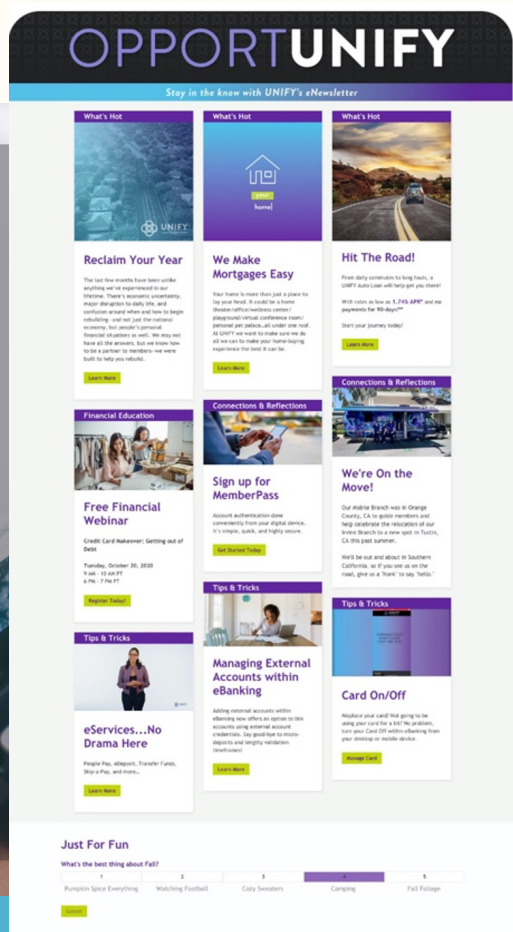 OPPORTUNIFY
Stay in the know with UNIFY's eNewsletter
What's Hot
UNIFY
Reclaim Your Year
The last few months have been unlike
anything we've experienced in our
lifetime. There's economic uncertainty,
major disruption to daily life, and
confusion around when and how to begin
rebuilding—and not just the national
economy, but people's personal
financial situations as well. We may not
have all the answers, but we know how
to be a partner to members—we were
built to help you rebuild.
Learn More
Financial Education
Free Financial
Webinar
Credit Card Makeover: Getting out of
Debt
Tuesday, October 20, 2020
9 AM - 10 AM PT
6 PM - 7 PM PT
Register Today!
Tips & Tricks
UNIFY
eServices...No
Drama Here
People Pay, eDeposit, Transfer Funds,
Skip-a-Pay, and more…
Learn More
What's Hot
your
home
We Make
Mortgages Easy
Your home is more than just a place to
lay your head. It could be a home
theater/office/wellness center/
playground/virtual conference room/
personal pet palace…all under one roof.
At UNIFY we want to make sure we do
all we can to make your home-buying
experience the best it can be.
Learn More
Connections & Reflections
Sign up for
MemberPass
Account authentication done
conveniently from your digital device.
It's simple, quick, and highly secure.
Get Started Today
Tips & Tricks
Managing External
Accounts within
eBanking
Adding external accounts within
eBanking now offers an option to link
accounts using external account
credentials. Say good-bye to micro-
deposits and lengthy validation
timeframes!
Learn More
What's Hot
Hit The Road!
From daily commutes to long hauls, a
UNIFY Auto Loan will help get you there!
With rates as low as 1.74% APR* and no
payments for 90-days!**
Start your journey today!
Learn More
Connections & Reflections
We're On the
Move!
Our Mobile Branch was in Orange
County, CA to guide members and
help celebrate the relocation of our
Irvine Branch to a new spot in Tustin,
CA this past summer.
We'll be out and about in Southern
California, so if you see us on the
road, give us a 'honk' to say 'hello.'
Tips & Tricks
UNIFY
Card On/Off
Misplace your card? Not going to be
using your card for a bit? No problem,
turn your Card Off within eBanking from
your desktop or mobile device.
Manage Card
Just For Fun
What's the best thing about Fall?
1 2 3 4 5
Pumpkin Spice Everything Watching Football Cozy Sweaters Camping Fall Foliage
Submit